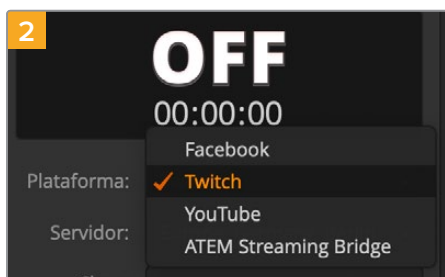 2
OFF
00:00:00
Facebook
Plataforma: ✓ Twitch
YouTube
Servidor:
ATEM Streaming Bridge